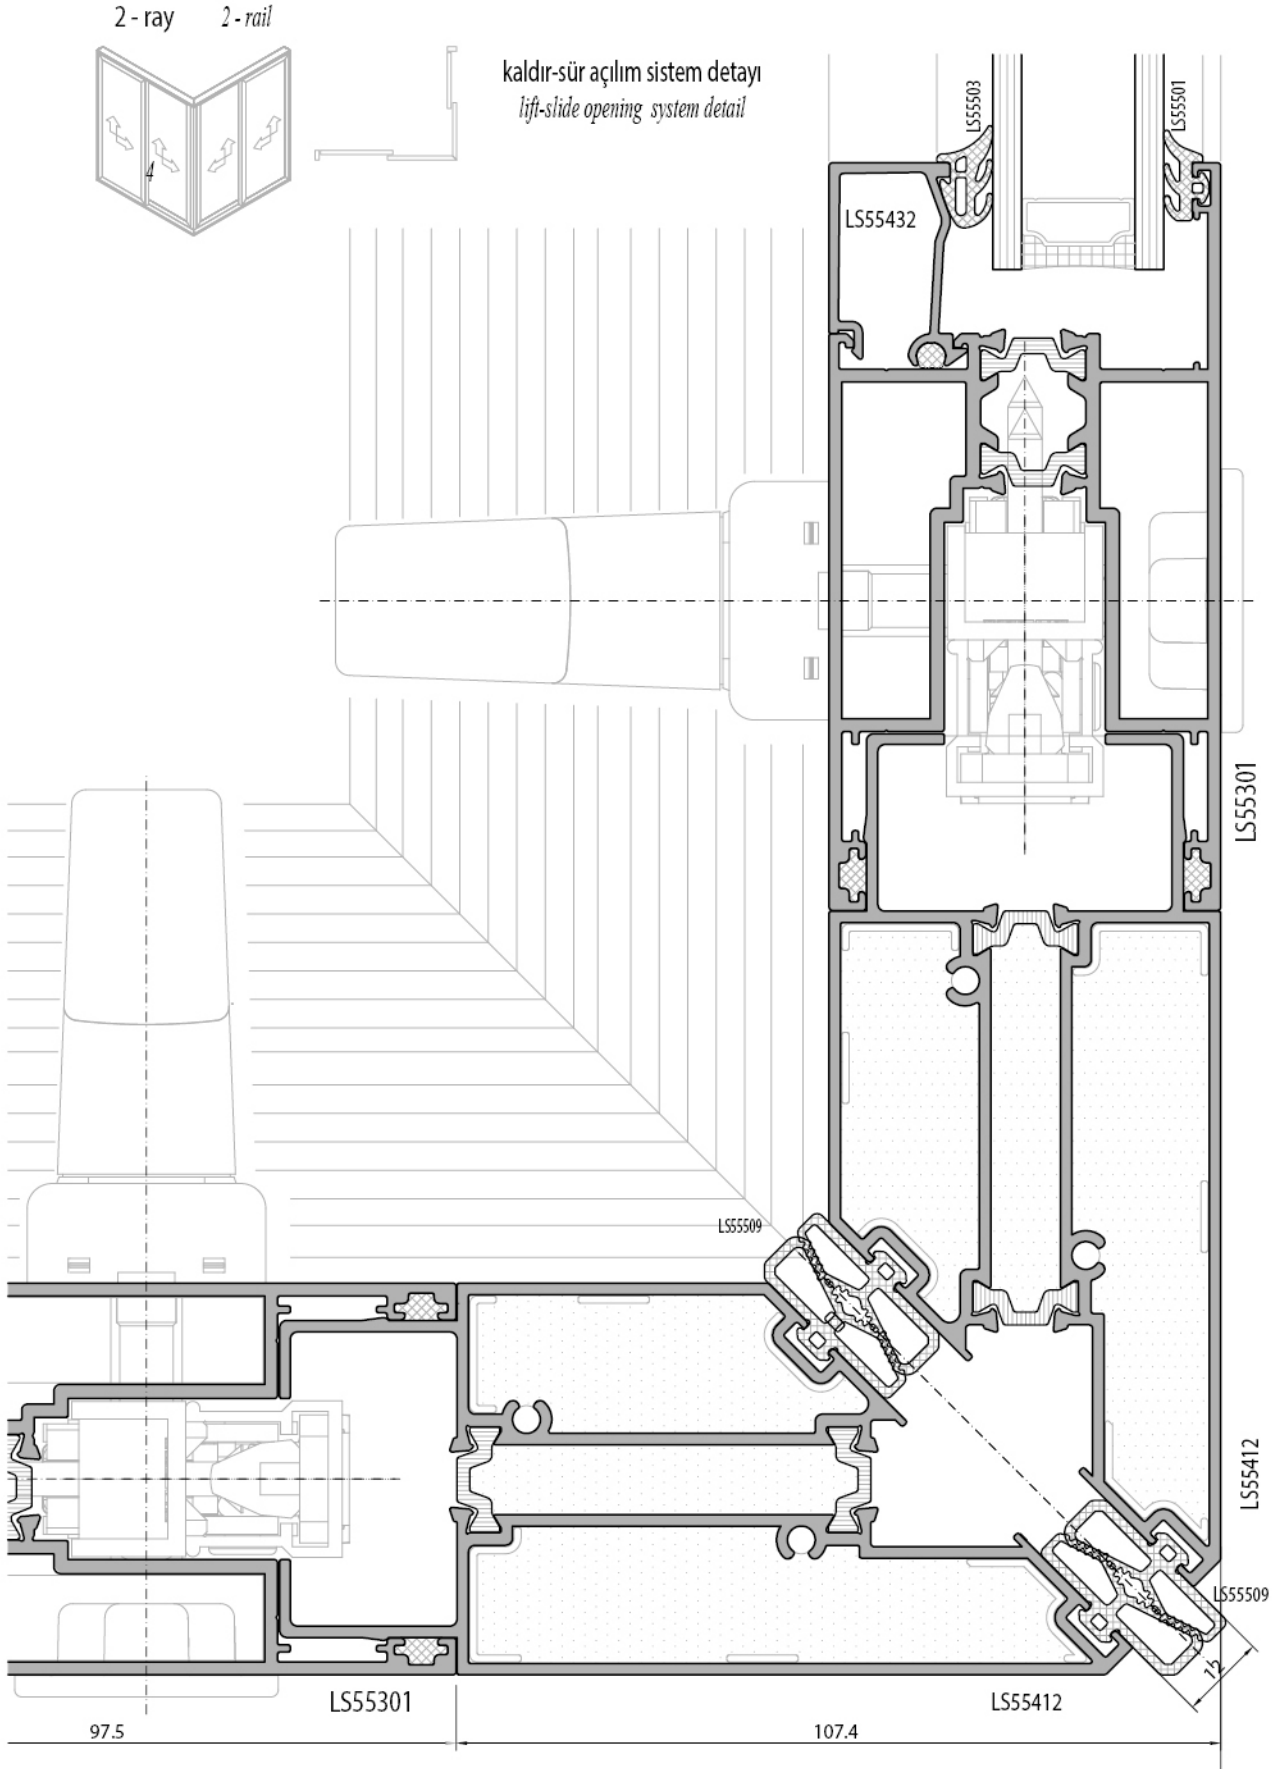 2 - ray 2 - rail
kaldır-sür açılım sistem detayı
lift-slide opening system detail
4
LS55503
LS55501
LS55432
LS55301
LS55509
LS55412
LS55509
12
LS55301
LS55412
97.5
107.4